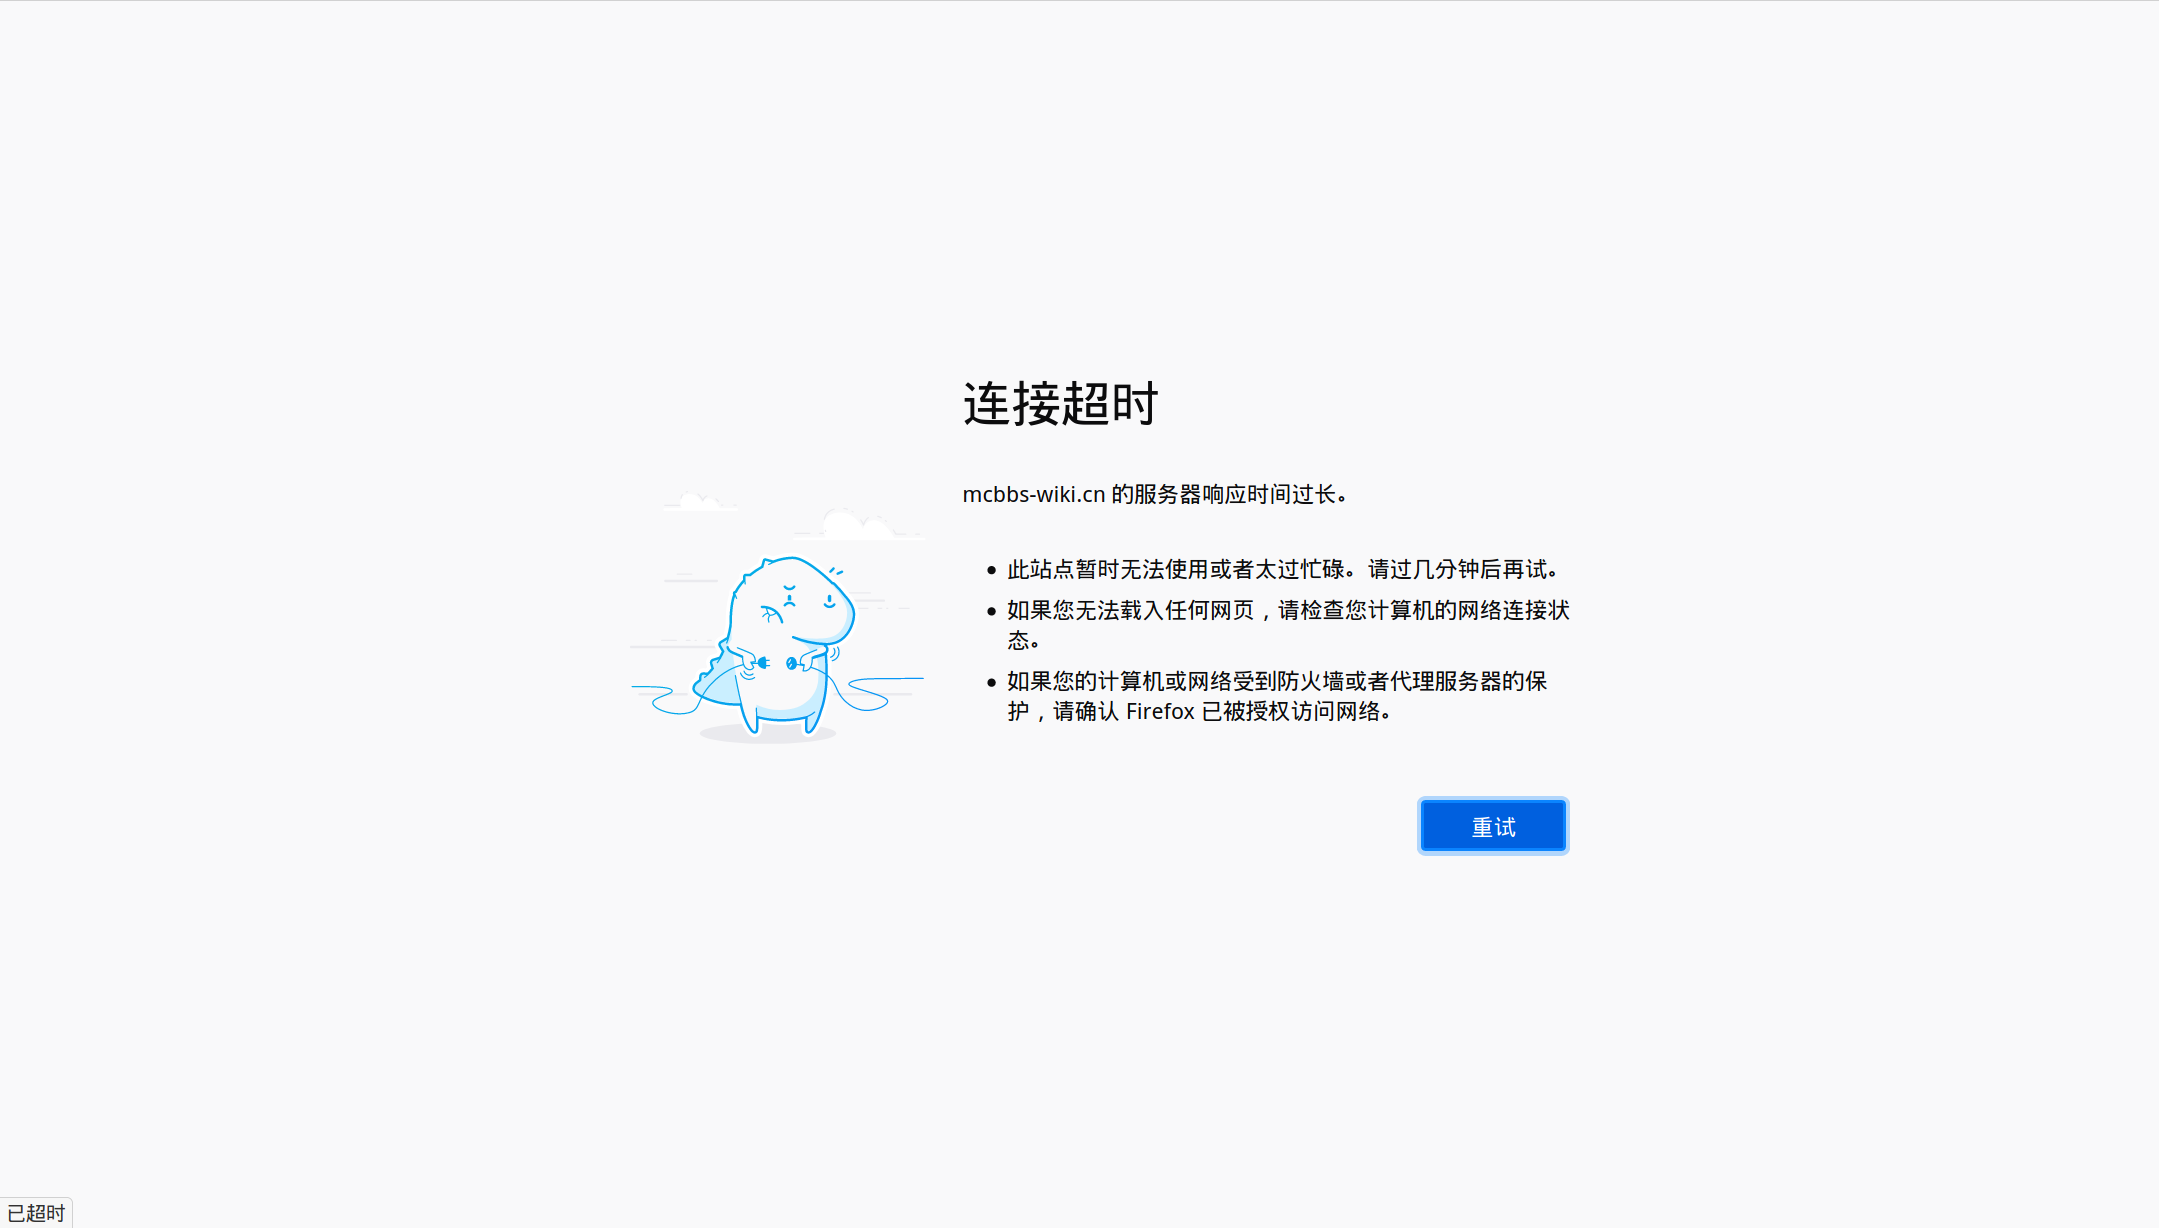 连接超时
mcbbs-wiki.cn 的服务器响应时间过长。
此站点暂时无法使用或者太过忙碌。请过几分钟后再试。
如果您无法载入任何网页，请检查您计算机的网络连接状
态。
如果您的计算机或网络受到防火墙或者代理服务器的保
护，请确认 Firefox 已被授权访问网络。
重试
已超时